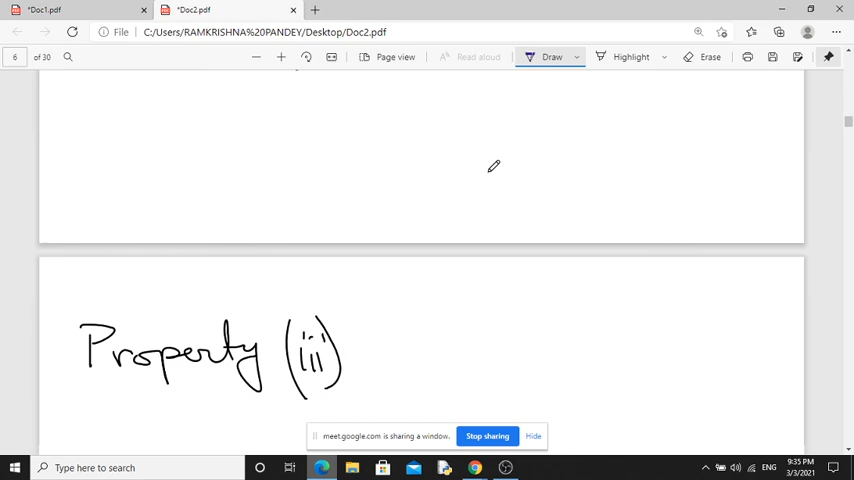 *Doc1.pdf
*Doc2.pdf
File
C:/Users/RAMKRISHNA%20PANDEY/Desktop/Doc2.pdf
6 of 30
Page view
Read aloud
Draw
Highlight
Erase
Property (iii)
meet.google.com is sharing a window.
Stop sharing
Hide
Type here to search
ENG
9:35 PM
3/3/2021